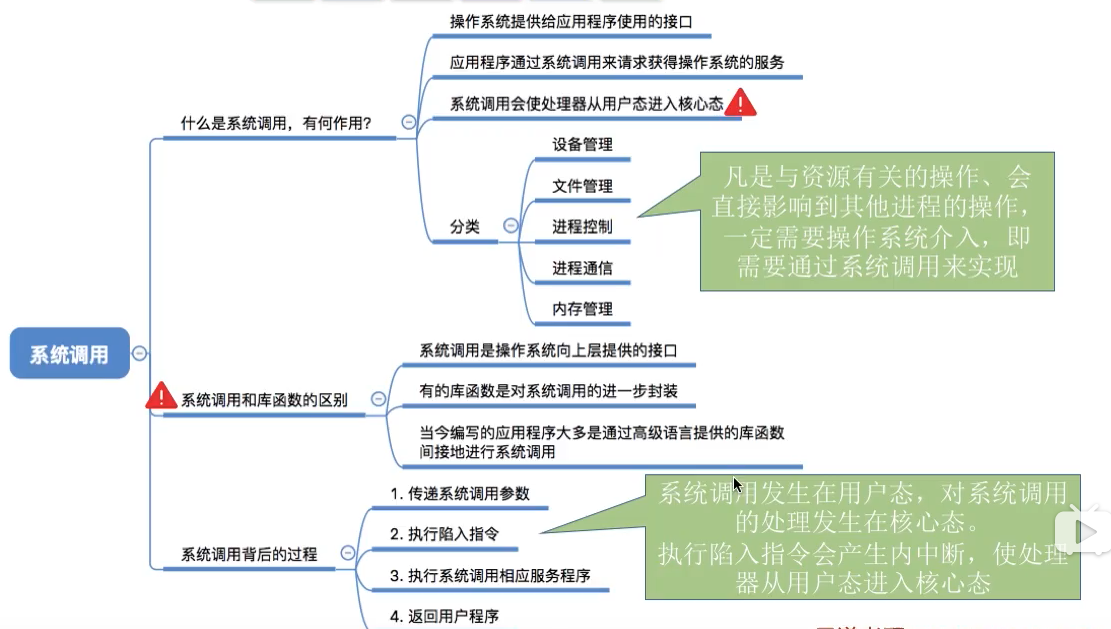 操作系统提供给应用程序使用的接口
应用程序通过系统调用来请求获得操作系统的服务
系统调用会使处理器从用户态进入核心态
什么是系统调用，有何作用？
设备管理
文件管理
分类
进程控制
进程通信
内存管理
凡是与资源有关的操作、会
直接影响到其他进程的操作，
一定需要操作系统介入，即
需要通过系统调用来实现
系统调用
系统调用是操作系统向上层提供的接口
系统调用和库函数的区别
有的库函数是对系统调用的进一步封装
当今编写的应用程序大多是通过高级语言提供的库函数
间接地进行系统调用
1. 传递系统调用参数
2. 执行陷入指令
系统调用背后的过程
3. 执行系统调用相应服务程序
4. 返回用户程序
系统调用发生在用户态，对系统调用
的处理发生在核心态。
执行陷入指令会产生内中断，使处理
器从用户态进入核心态